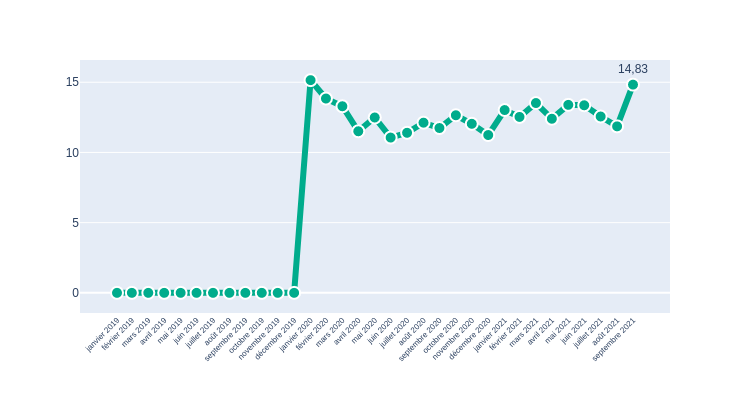 14,83
15
10
5
0
janvier 2019
février 2019
mars 2019
avril 2019
mai 2019
juin 2019
juillet 2019
août 2019
septembre 2019
octobre 2019
novembre 2019
décembre 2019
janvier 2020
février 2020
mars 2020
avril 2020
mai 2020
juin 2020
juillet 2020
août 2020
septembre 2020
octobre 2020
novembre 2020
décembre 2020
janvier 2021
février 2021
mars 2021
avril 2021
mai 2021
juin 2021
juillet 2021
août 2021
septembre 2021